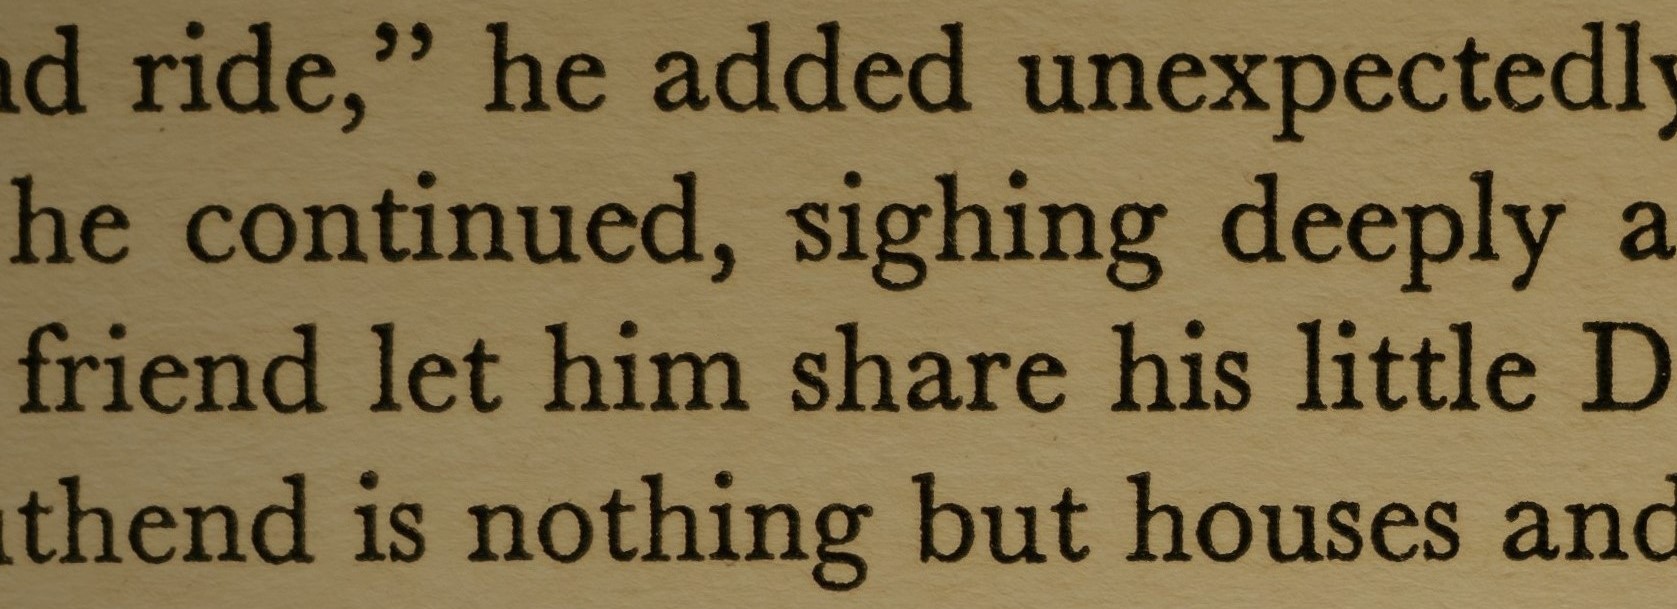 nd ride,” he added unexpectedly
he continued, sighing deeply a
friend let him share his little D
thend is nothing but houses and